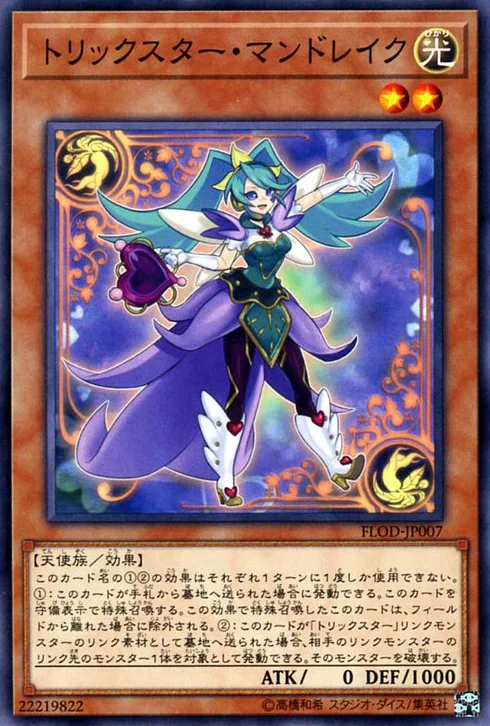 トリックスター・マンドレイク
光
FLOD-JP007
【天使族／効果】
このカード名の①②の効果はそれぞれ１ターンに１度しか使用できない。
①：このカードが手札から墓地へ送られた場合に発動できる。このカードを
守備表示で特殊召喚する。この効果で特殊召喚したこのカードは、フィール
ドから離れた場合に除外される。②：このカードが「トリックスター」リンクモン
スターのリンク素材として墓地へ送られた場合、相手のリンクモンスターの
リンク先のモンスター１体を対象として発動できる。そのモンスターを破壊する。
ATK/ 0 DEF/1000
22219822
©高橋和希 スタジオ・ダイス/集英社